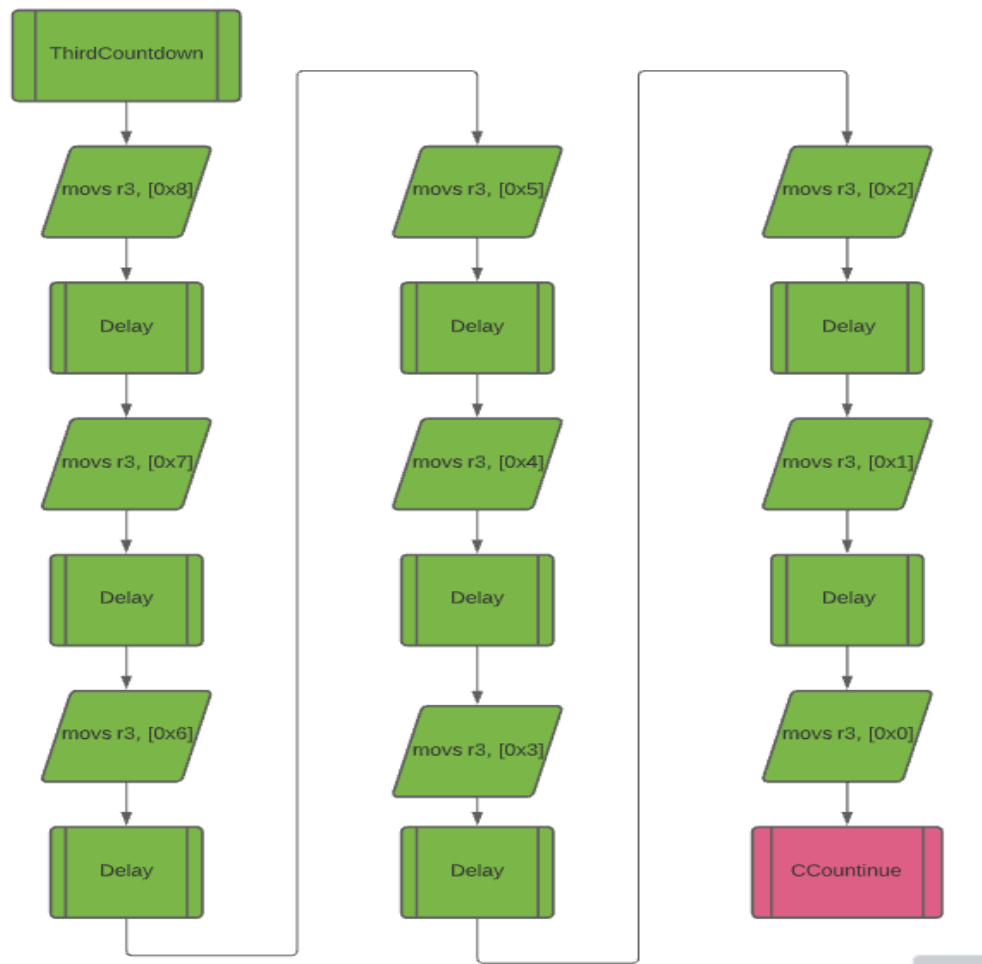 ThirdCountdown
movs r3, [0x8]
Delay
movs r3, [0x7]
Delay
movs r3, [0x6]
Delay
movs r3, [0x5]
Delay
movs r3, [0x4]
Delay
movs r3, [0x3]
Delay
movs r3, [0x2]
Delay
movs r3, [0x1]
Delay
movs r3, [0x0]
CCountinue